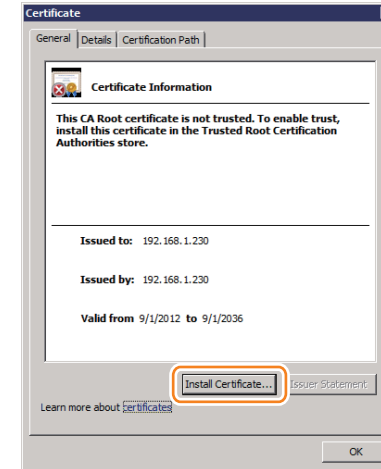 Certificate
General Details Certification Path
Certificate Information
This CA Root certificate is not trusted. To enable trust,
install this certificate in the Trusted Root Certification
Authorities store.
Issued to: 192.168.1.230
Issued by: 192.168.1.230
Valid from 9/1/2012 to 9/1/2036
Install Certificate... Issuer Statement
Learn more about certificates
OK